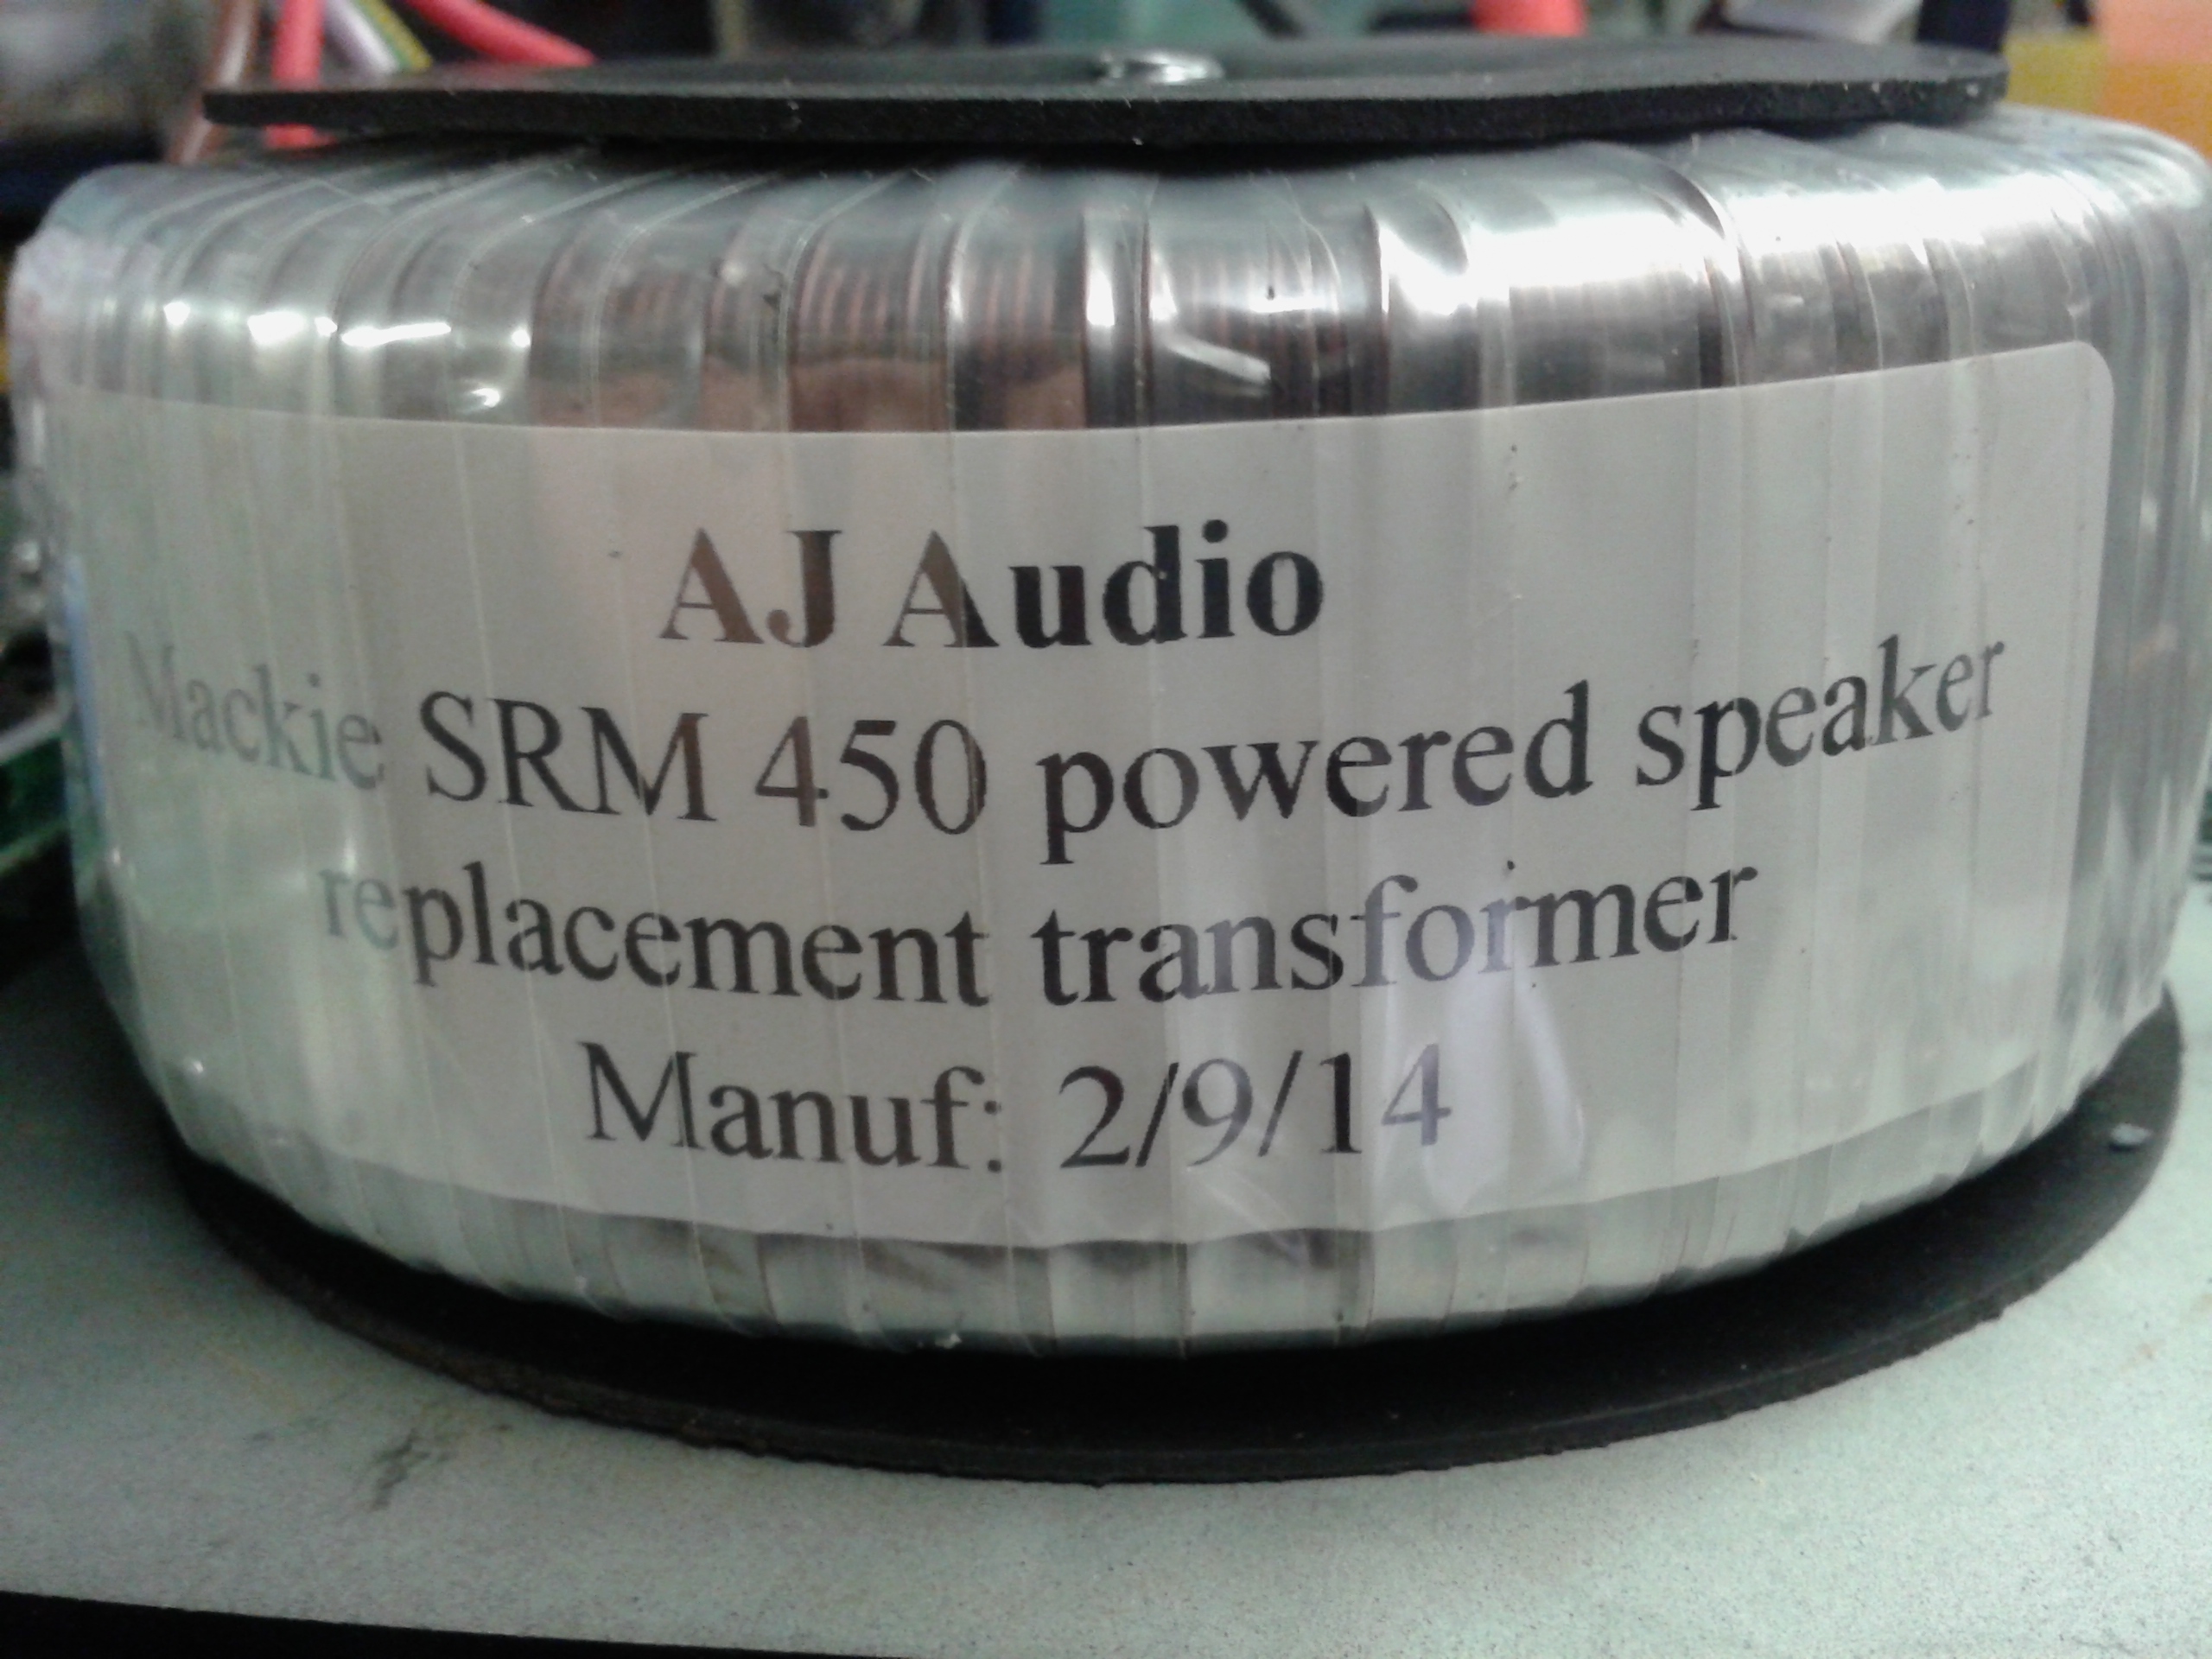 AJ Audio
Mackie SRM 450 powered speaker
replacement transformer
Manuf: 2/9/14